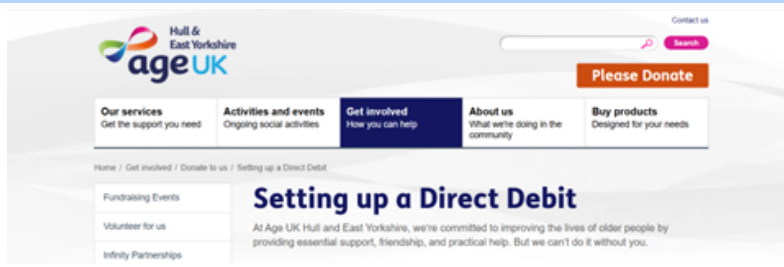 Contact us
Hull &
East Yorkshire
age UK
Search
Please Donate
Our services
Get the support you need
Activities and events
Ongoing social activities
Get involved
How you can help
About us
What we're doing in the
community
Buy products
Designed for your needs
Home / Get involved / Donate to us / Setting up a Direct Debit
Fundraising Events
Volunteer for us
Infinity Partnerships
Setting up a Direct Debit
At Age UK Hull and East Yorkshire, we're committed to improving the lives of older people by
providing essential support, friendship, and practical help. But we can't do it without you.